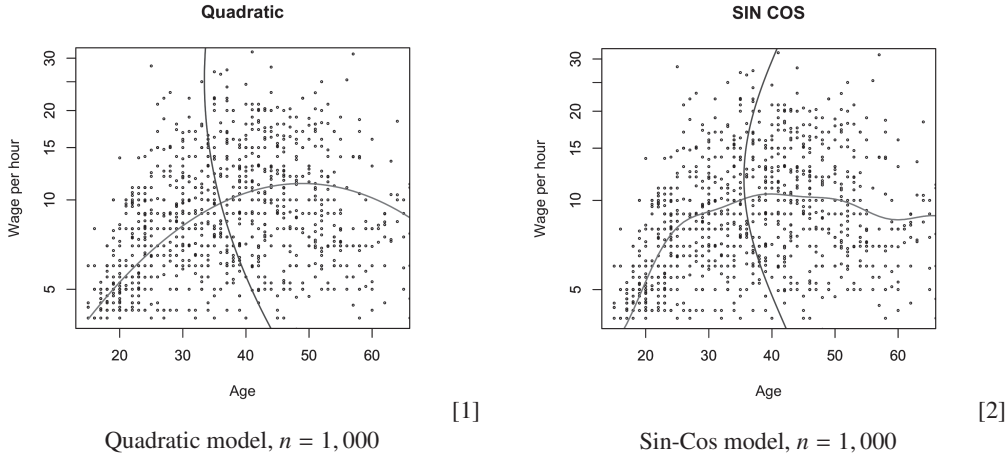 Quadratic
Wage per hour
30
20
15
10
5
20 30 40 50 60
Age
[1]
Quadratic model, n = 1, 000
SIN COS
Wage per hour
30
20
15
10
5
20 30 40 50 60
Age
[2]
Sin-Cos model, n = 1, 000